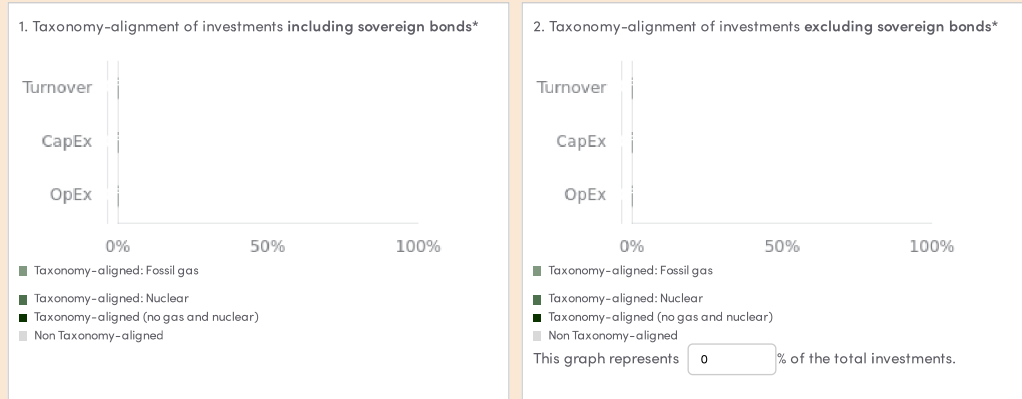 1. Taxonomy-alignment of investments including sovereign bonds*
Turnover
CapEx
OpEx
0% 50% 100%
Taxonomy-aligned: Fossil gas
Taxonomy-aligned: Nuclear
Taxonomy-aligned (no gas and nuclear)
Non Taxonomy-aligned
2. Taxonomy-alignment of investments excluding sovereign bonds*
Turnover
CapEx
OpEx
0% 50% 100%
Taxonomy-aligned: Fossil gas
Taxonomy-aligned: Nuclear
Taxonomy-aligned (no gas and nuclear)
Non Taxonomy-aligned
This graph represents 0 % of the total investments.